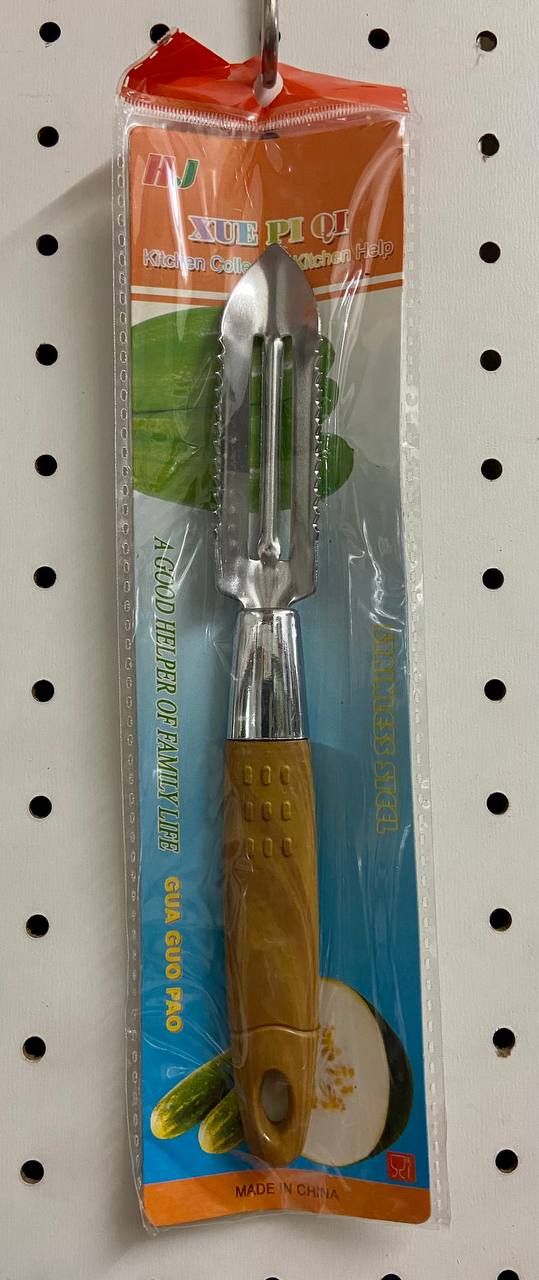 HJ
XUE PI QI
Kitchen Colle Kitchen Help
A GOOD HELPER OF FAMILY LIFE
STAINLESS STEEL
GUA GUO PAO
MADE IN CHINA